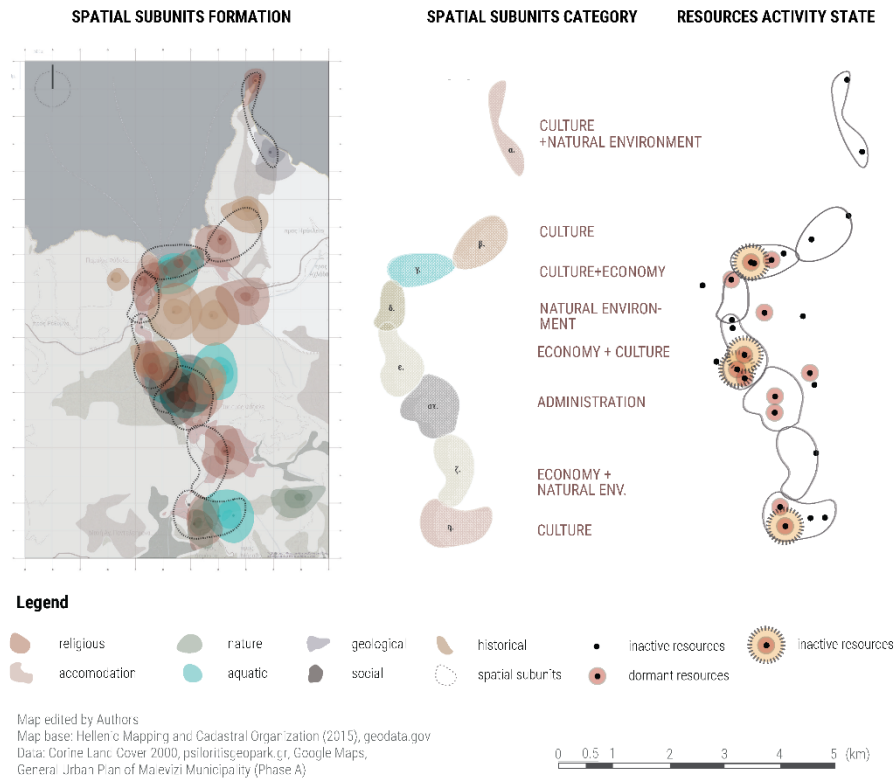 SPATIAL SUBUNITS FORMATION
SPATIAL SUBUNITS CATEGORY
RESOURCES ACTIVITY STATE
α.
CULTURE
+NATURAL ENVIRONMENT
β.
CULTURE
γ.
CULTURE+ECONOMY
δ.
NATURAL ENVIRON-
MENT
ε.
ECONOMY + CULTURE
στ.
ADMINISTRATION
ζ.
ECONOMY +
NATURAL ENV.
η.
CULTURE
Legend
religious
nature
geological
historical
inactive resources
inactive resources
accomodation
aquatic
social
spatial subunits
dormant resources
Map edited by Authors
Map base: Hellenic Mapping and Cadastral Organization (2015), geodata.gov
Data: Corine Land Cover 2000, psiloritisgeopark.gr, Google Maps,
General Urban Plan of Malevizi Municipality (Phase A)
0 0.5 1 2 3 4 5 (km)